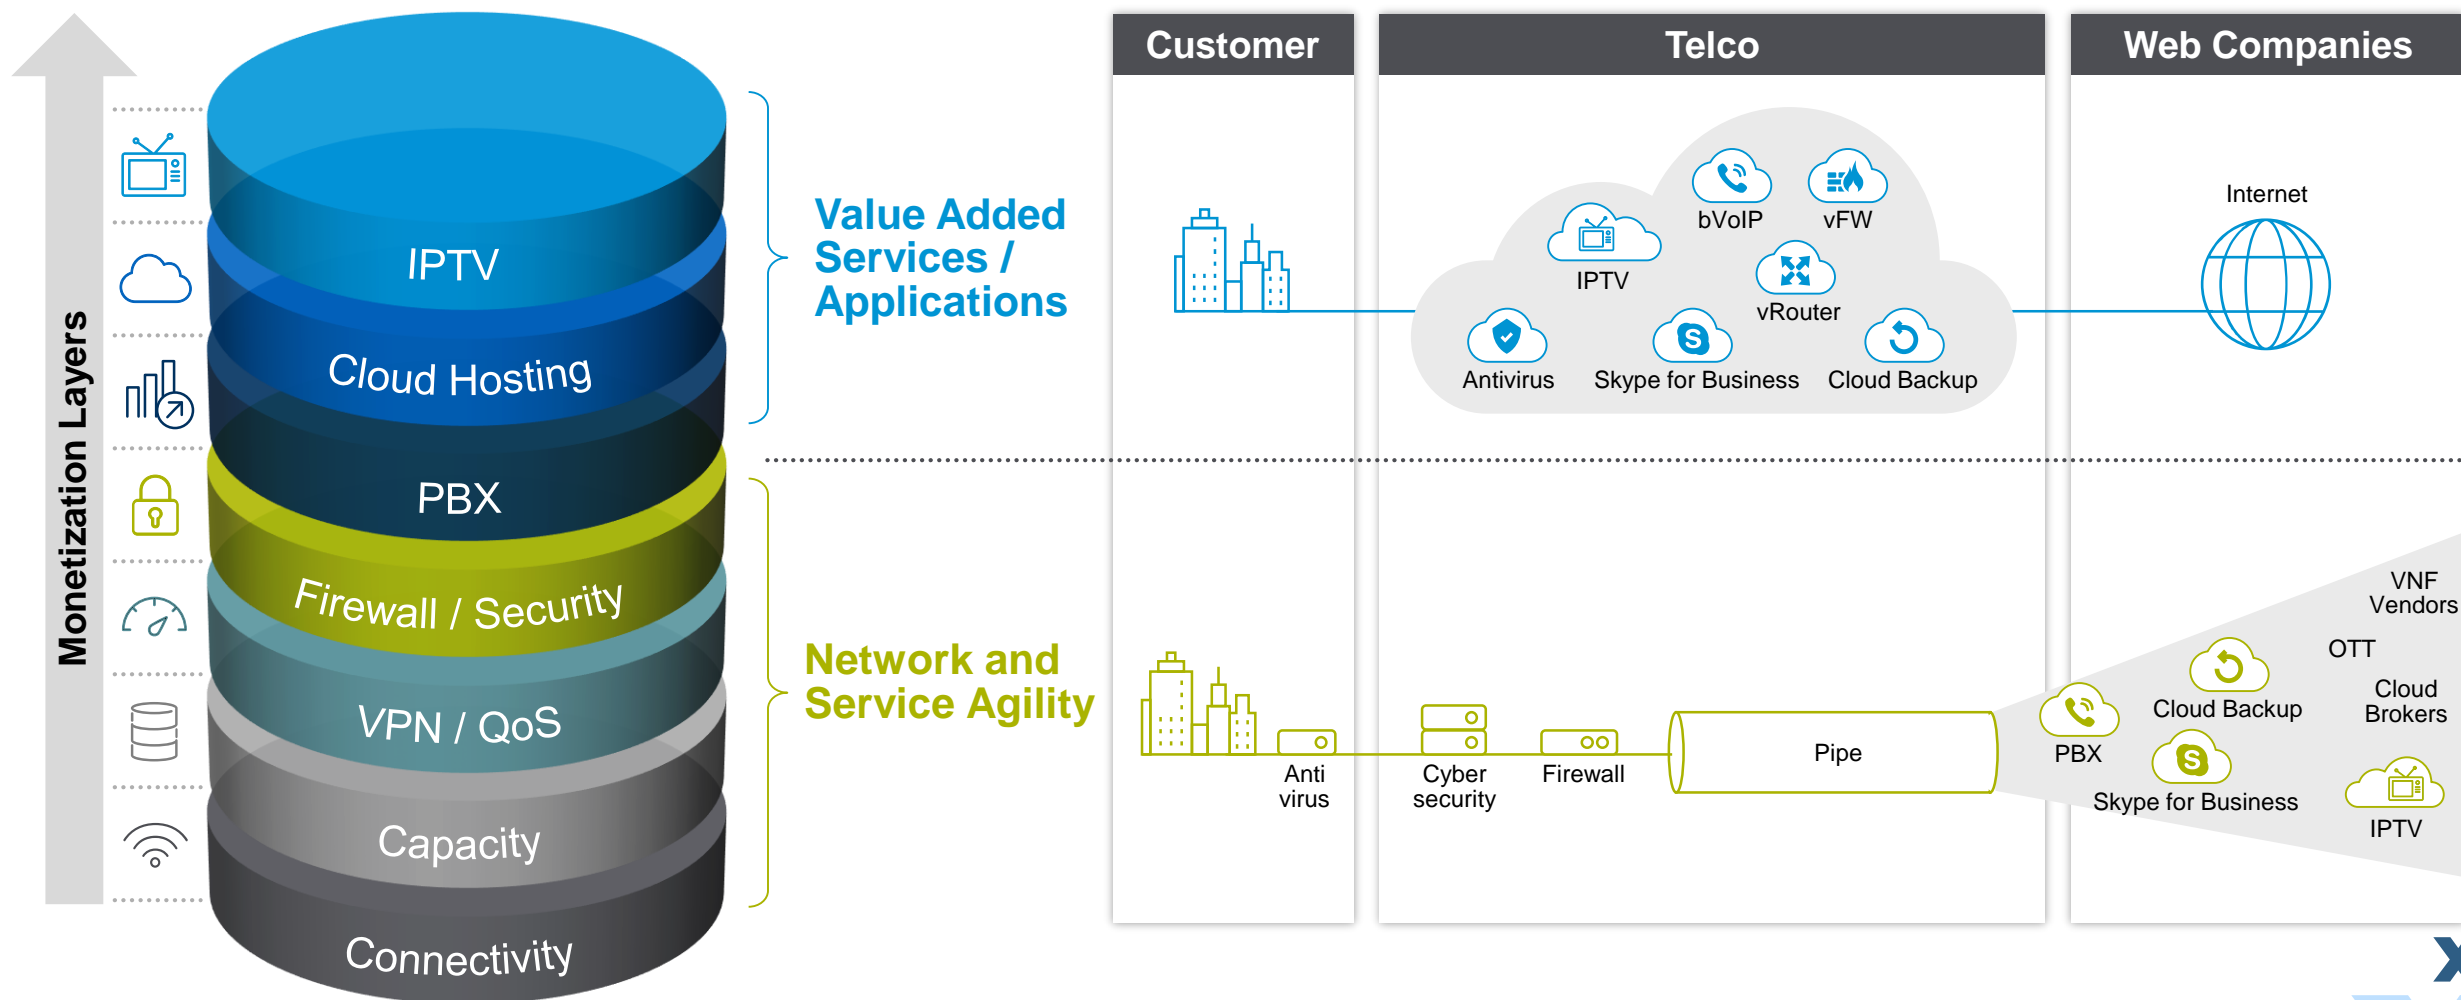 Monetization Layers
IPTV
Cloud Hosting
PBX
Firewall / Security
VPN / QoS
Capacity
Connectivity
Value Added
Services /
Applications
Network and
Service Agility
Customer
Telco
Web Companies
bVoIP
vFW
IPTV
vRouter
Antivirus
Skype for Business
Cloud Backup
Internet
Anti
virus
Cyber
security
Firewall
Pipe
PBX
Cloud Backup
Skype for Business
VNF
Vendors
OTT
Cloud
Brokers
IPTV